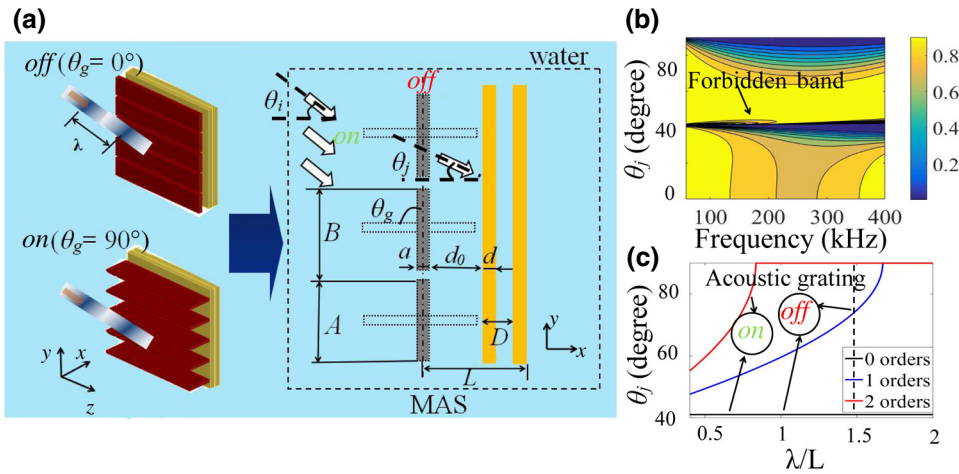 (a)
off(θg= 0°)
λ
on(θg= 90°)
y
x
z
water
θi
off
on
θj
θg
B
a
d0
d
A
D
L
y
x
MAS
(b)
θj (degree)
80
40
0
Forbidden band
100
200
300
400
Frequency (kHz)
0.8
0.6
0.4
0.2
(c)
θj (degree)
80
60
40
Acoustic grating
on
off
0 orders
1 orders
2 orders
0.5
1
1.5
2
λ/L